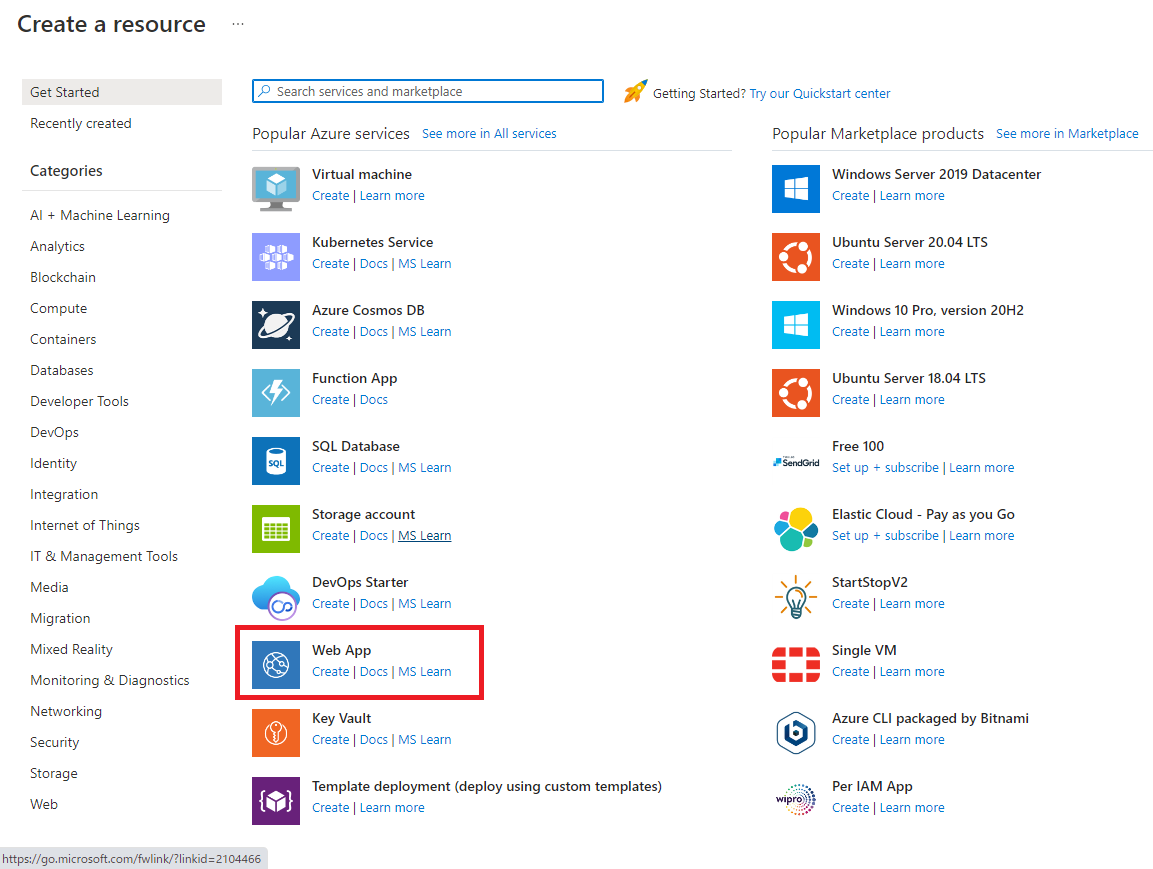 Create a resource ...
Get Started
Recently created
Categories
AI + Machine Learning
Analytics
Blockchain
Compute
Containers
Databases
Developer Tools
DevOps
Identity
Integration
Internet of Things
IT & Management Tools
Media
Migration
Mixed Reality
Monitoring & Diagnostics
Networking
Security
Storage
Web
Search services and marketplace
Getting Started? Try our Quickstart center
Popular Azure services See more in All services
Virtual machine
Create | Learn more
Kubernetes Service
Create | Docs | MS Learn
Azure Cosmos DB
Create | Docs | MS Learn
Function App
Create | Docs
SQL
SQL Database
Create | Docs | MS Learn
Storage account
Create | Docs | MS Learn
DevOps Starter
Create | Docs | MS Learn
Web App
Create | Docs | MS Learn
Key Vault
Create | Docs | MS Learn
Template deployment (deploy using custom templates)
Create | Learn more
Popular Marketplace products See more in Marketplace
Windows Server 2019 Datacenter
Create | Learn more
Ubuntu Server 20.04 LTS
Create | Learn more
Windows 10 Pro, version 20H2
Create | Learn more
Ubuntu Server 18.04 LTS
Create | Learn more
SendGrid
Free 100
Set up + subscribe | Learn more
Elastic Cloud - Pay as you Go
Set up + subscribe | Learn more
StartStopV2
Create | Learn more
Single VM
Create | Learn more
Azure CLI packaged by Bitnami
Create | Learn more
wipro
Per IAM App
Create | Learn more
https://go.microsoft.com/fwlink/?linkid=2104466